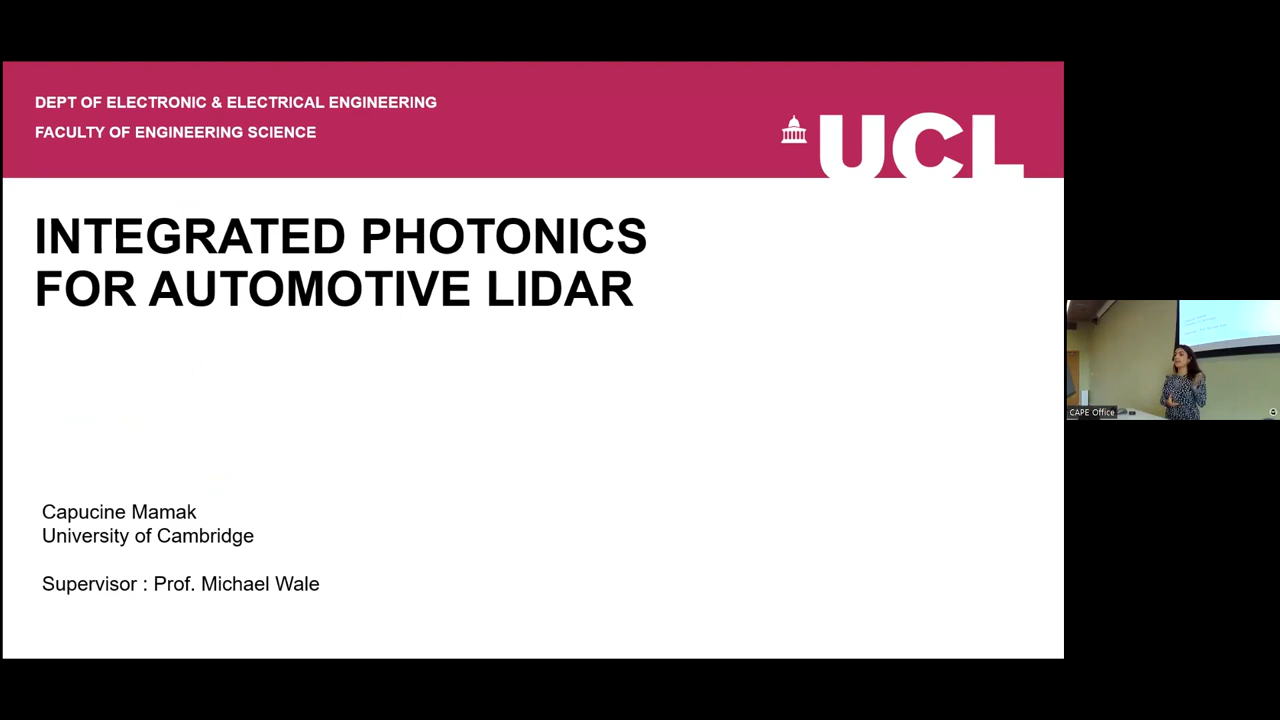 DEPT OF ELECTRONIC & ELECTRICAL ENGINEERING
FACULTY OF ENGINEERING SCIENCE
UCL
INTEGRATED PHOTONICS
FOR AUTOMOTIVE LIDAR
Capucine Mamak
University of Cambridge
Supervisor : Prof. Michael Wale
CAPE Office